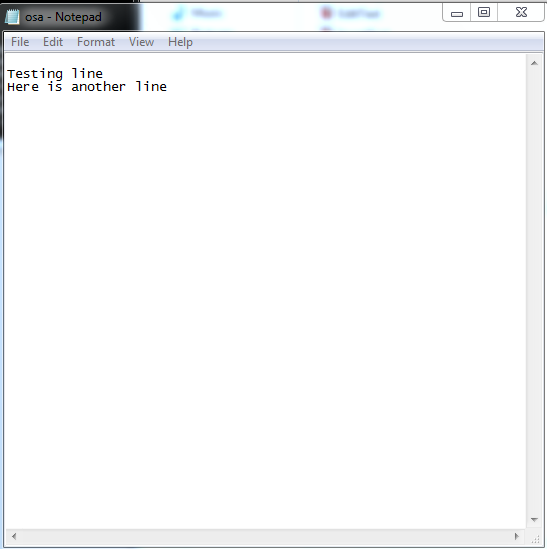 osa - Notepad
File Edit Format View Help
Testing line
Here is another line